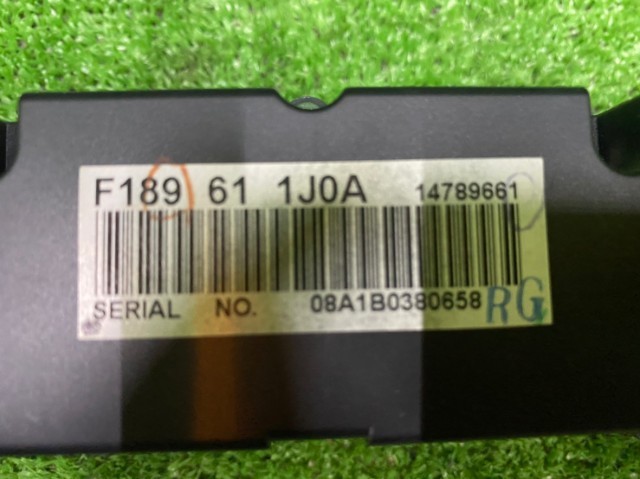 F189 61 1J0A 14789661
SERIAL NO. 08A1B0380658 RG